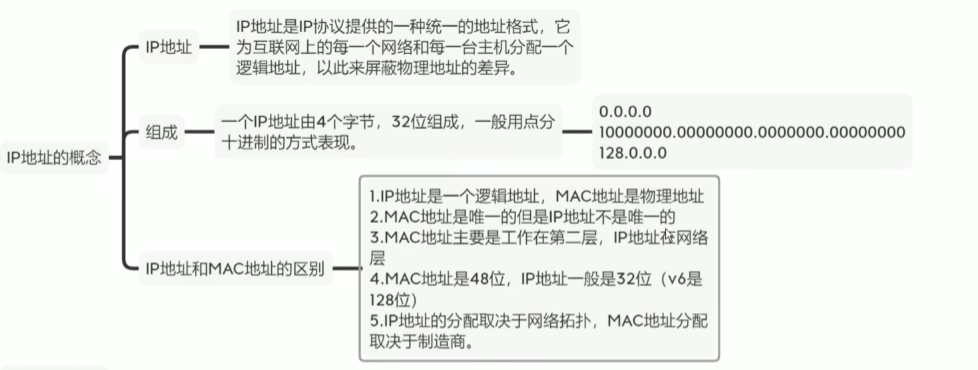 IP地址的概念
IP地址
IP地址是IP协议提供的一种统一的地址格式，它
为互联网上的每一个网络和每一台主机分配一个
逻辑地址，以此来屏蔽物理地址的差异。
组成
一个IP地址由4个字节，32位组成，一般用点分
十进制的方式表现。
0.0.0.0
10000000.00000000.0000000.00000000
128.0.0.0
IP地址和MAC地址的区别
1.IP地址是一个逻辑地址，MAC地址是物理地址
2.MAC地址是唯一的但是IP地址不是唯一的
3.MAC地址主要是工作在第二层，IP地址在网络
层
4.MAC地址是48位，IP地址一般是32位（v6是
128位）
5.IP地址的分配取决于网络拓扑，MAC地址分配
取决于制造商。